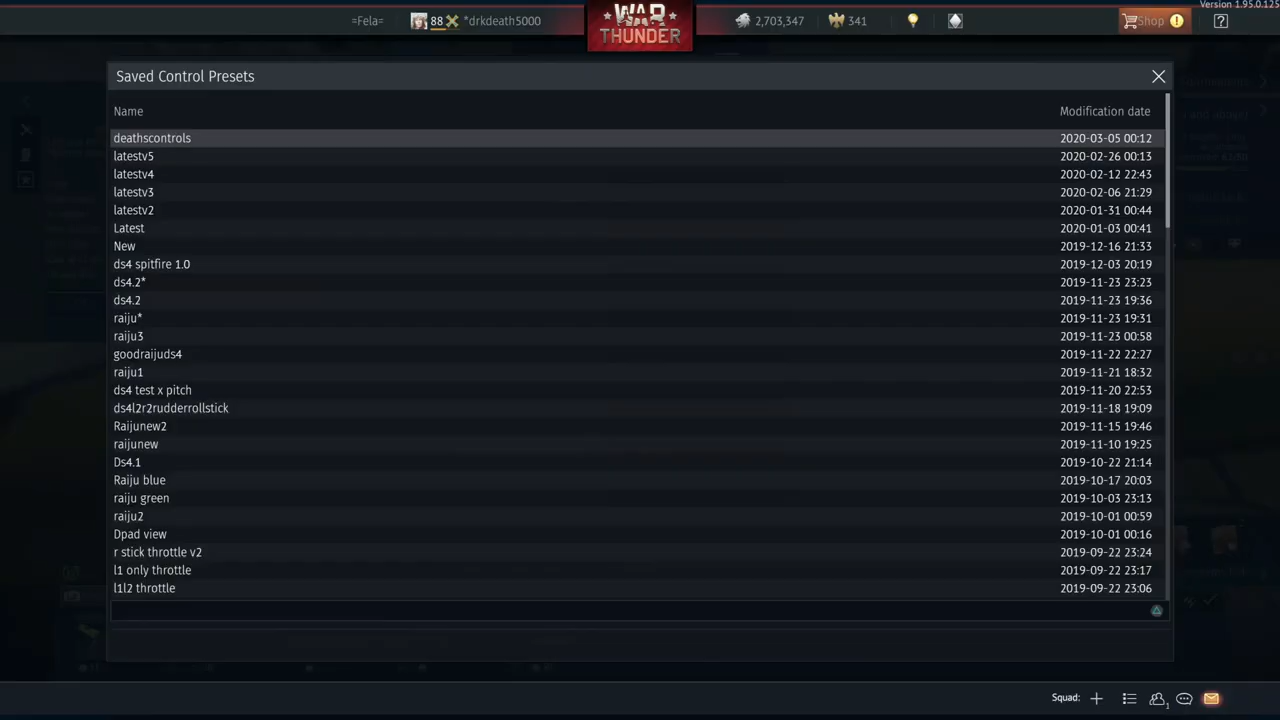 Version 1.95.0.125
=Fela= 88 *drkdeath5000 WAR THUNDER 2,703,347 341 Shop
Saved Control Presets
Name Modification date
deathscontrols 2020-03-05 00:12
latestv5 2020-02-26 00:13
latestv4 2020-02-12 22:43
latestv3 2020-02-06 21:29
latestv2 2020-01-31 00:44
Latest 2020-01-03 00:41
New 2019-12-16 21:33
ds4 spitfire 1.0 2019-12-03 20:19
ds4.2* 2019-11-23 23:23
ds4.2 2019-11-23 19:36
raiju* 2019-11-23 19:31
raiju3 2019-11-23 00:58
goodraijuds4 2019-11-22 22:27
raiju1 2019-11-21 18:32
ds4 test x pitch 2019-11-20 22:53
ds4l2r2rudderrollstick 2019-11-18 19:09
Raijunew2 2019-11-15 19:46
raijunew 2019-11-10 19:25
Ds4.1 2019-10-22 21:14
Raiju blue 2019-10-17 20:03
raiju green 2019-10-03 23:13
raiju2 2019-10-01 00:59
Dpad view 2019-10-01 00:16
r stick throttle v2 2019-09-22 23:24
l1 only throttle 2019-09-22 23:17
l1l2 throttle 2019-09-22 23:06
Squad: 1